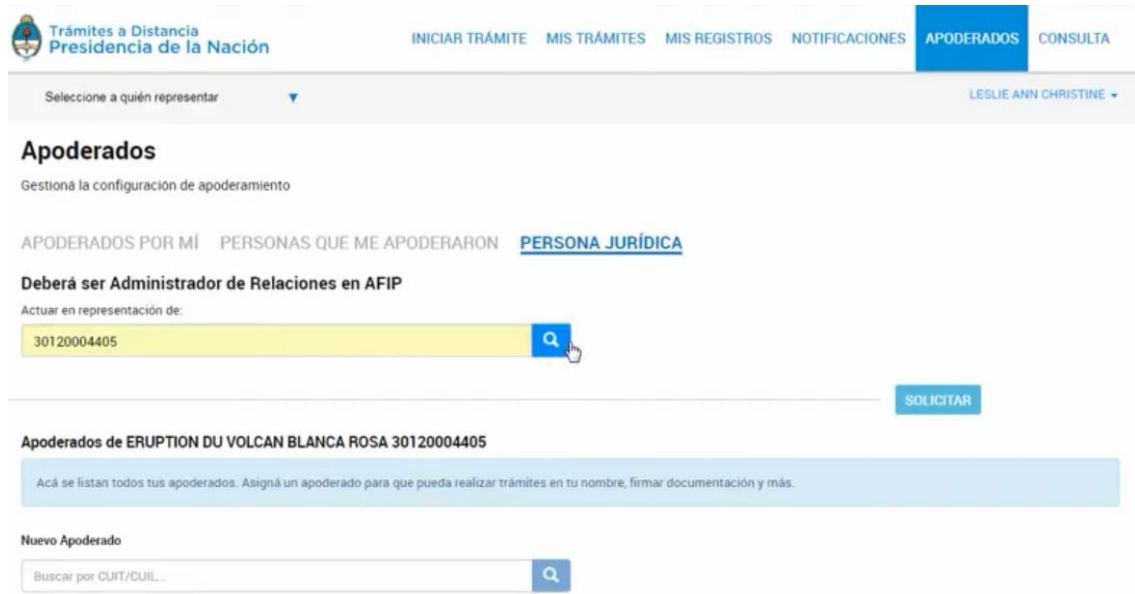 Trámites a Distancia
Presidencia de la Nación
INICIAR TRÁMITE MIS TRÁMITES MIS REGISTROS NOTIFICACIONES APODERADOS CONSULTA
Seleccione a quién representar
LESLIE ANN CHRISTINE
Apoderados
Gestioná la configuración de apoderamiento
APODERADOS POR MÍ PERSONAS QUE ME APODERARON PERSONA JURÍDICA
Deberá ser Administrador de Relaciones en AFIP
Actuar en representación de:
30120004405
SOLICITAR
Apoderados de ERUPTION DU VOLCAN BLANCA ROSA 30120004405
Acá se listan todos tus apoderados. Asigná un apoderado para que pueda realizar trámites en tu nombre, firmar documentación y más.
Nuevo Apoderado
Buscar por CUIT/CUIL...